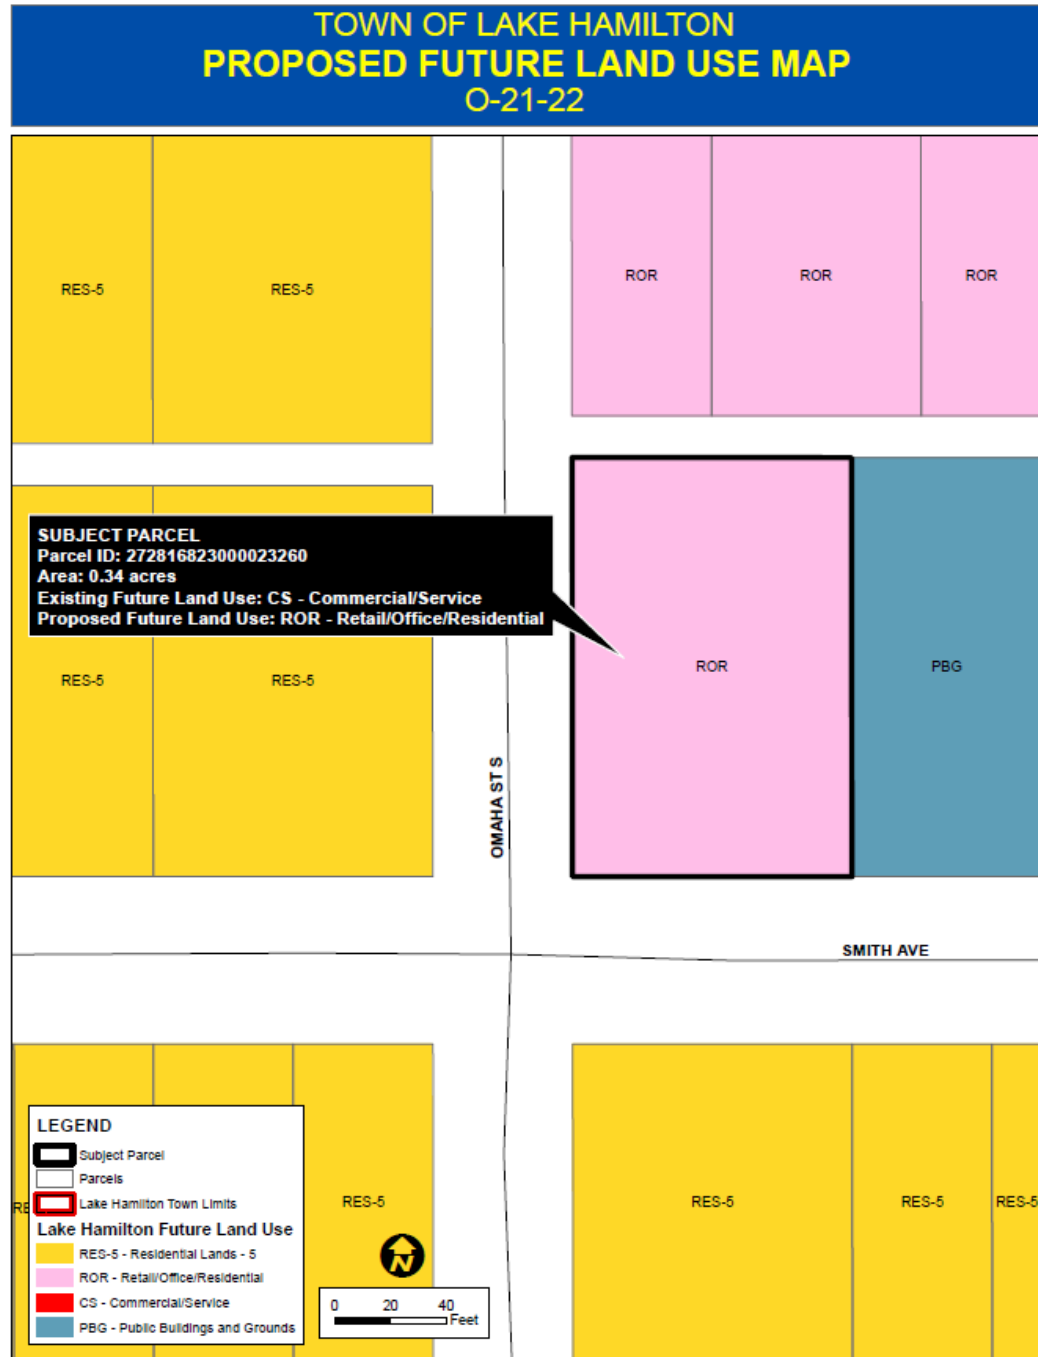 TOWN OF LAKE HAMILTON
PROPOSED FUTURE LAND USE MAP
O-21-22
RES-5
RES-5
ROR
ROR
ROR
SUBJECT PARCEL
Parcel ID: 272816823000023260
Area: 0.34 acres
Existing Future Land Use: CS - Commercial/Service
Proposed Future Land Use: ROR - Retail/Office/Residential
RES-5
RES-5
ROR
PBG
OMAHA ST S
SMITH AVE
LEGEND
Subject Parcel
Parcels
Lake Hamilton Town Limits
Lake Hamilton Future Land Use
RES-5 - Residential Lands - 5
ROR - Retail/Office/Residential
CS - Commercial/Service
PBG - Public Buildings and Grounds
RES-5
N
0 20 40
Feet
RES-5
RES-5
RES-5